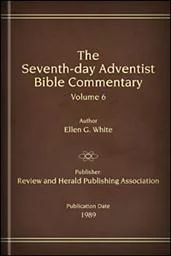 The
Seventh-day Adventist
Bible Commentary
Volume 6
Author
Ellen G. White
Publisher
Review and Herald Publishing Association
Publication Date
1989